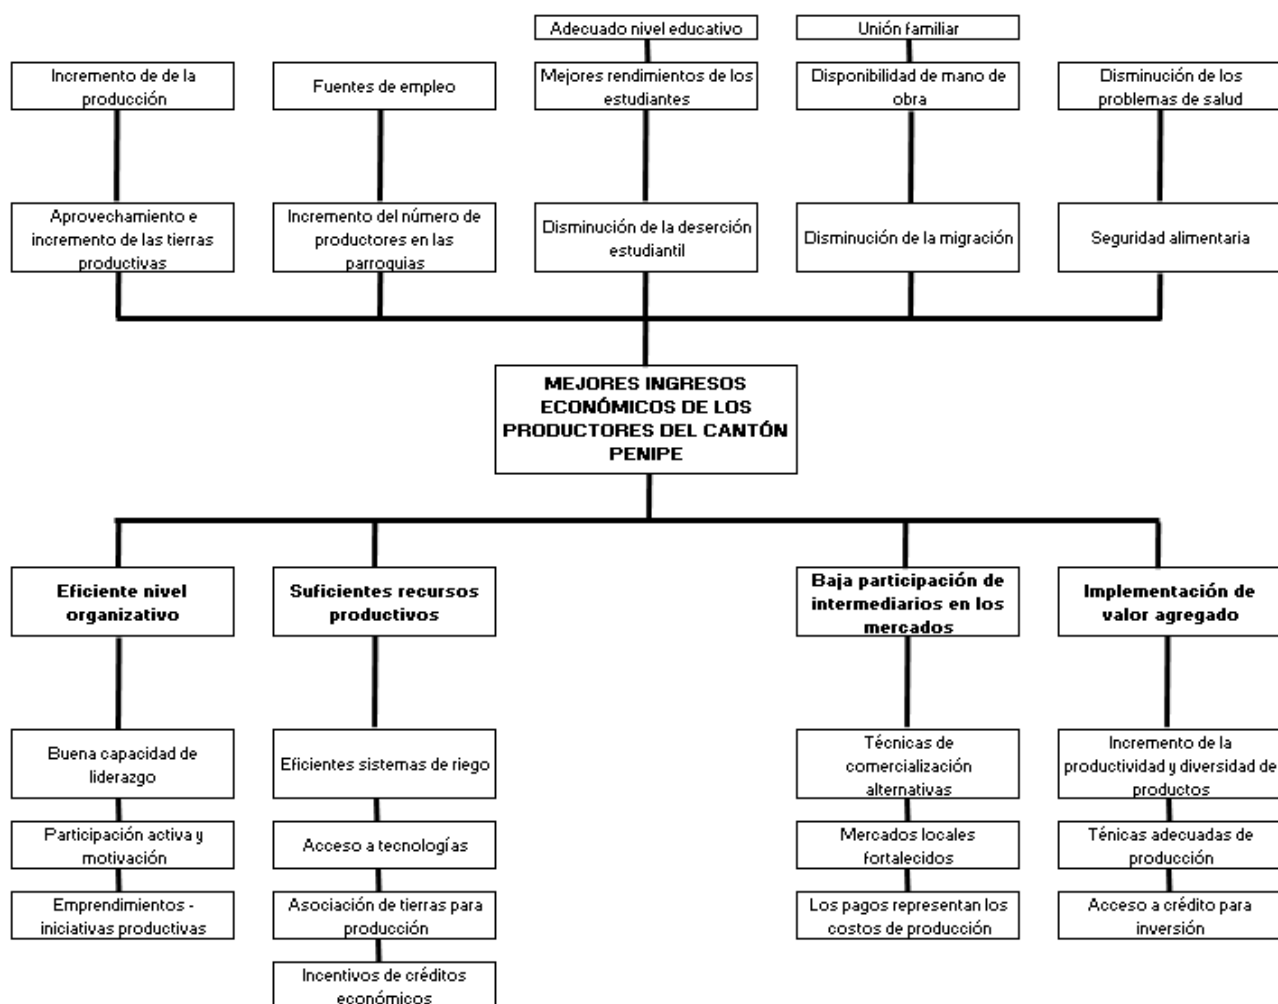 Adecuado nivel educativo
Unión familiar
Incremento de de la
producción
Fuentes de empleo
Mejores rendimientos de los
estudiantes
Disponibilidad de mano de
obra
Disminución de los
problemas de salud
Aprovechamiento e
incremento de las tierras
productivas
Incremento del número de
productores en las
parroquias
Disminución de la deserción
estudiantil
Disminución de la migración
Seguridad alimentaria
MEJORES INGRESOS
ECONÓMICOS DE LOS
PRODUCTORES DEL CANTÓN
PENIPE
Eficiente nivel
organizativo
Suficientes recursos
productivos
Baja participación de
intermediarios en los
mercados
Implementación de
valor agregado
Buena capacidad de
liderazgo
Eficientes sistemas de riego
Técnicas de
comercialización
alternativas
Incremento de la
productividad y diversidad de
productos
Participación activa y
motivación
Acceso a tecnologías
Mercados locales
fortalecidos
Ténicas adecuadas de
producción
Emprendimientos -
iniciativas productivas
Asociación de tierras para
producción
Los pagos representan los
costos de producción
Acceso a crédito para
inversión
Incentivos de créditos
económicos